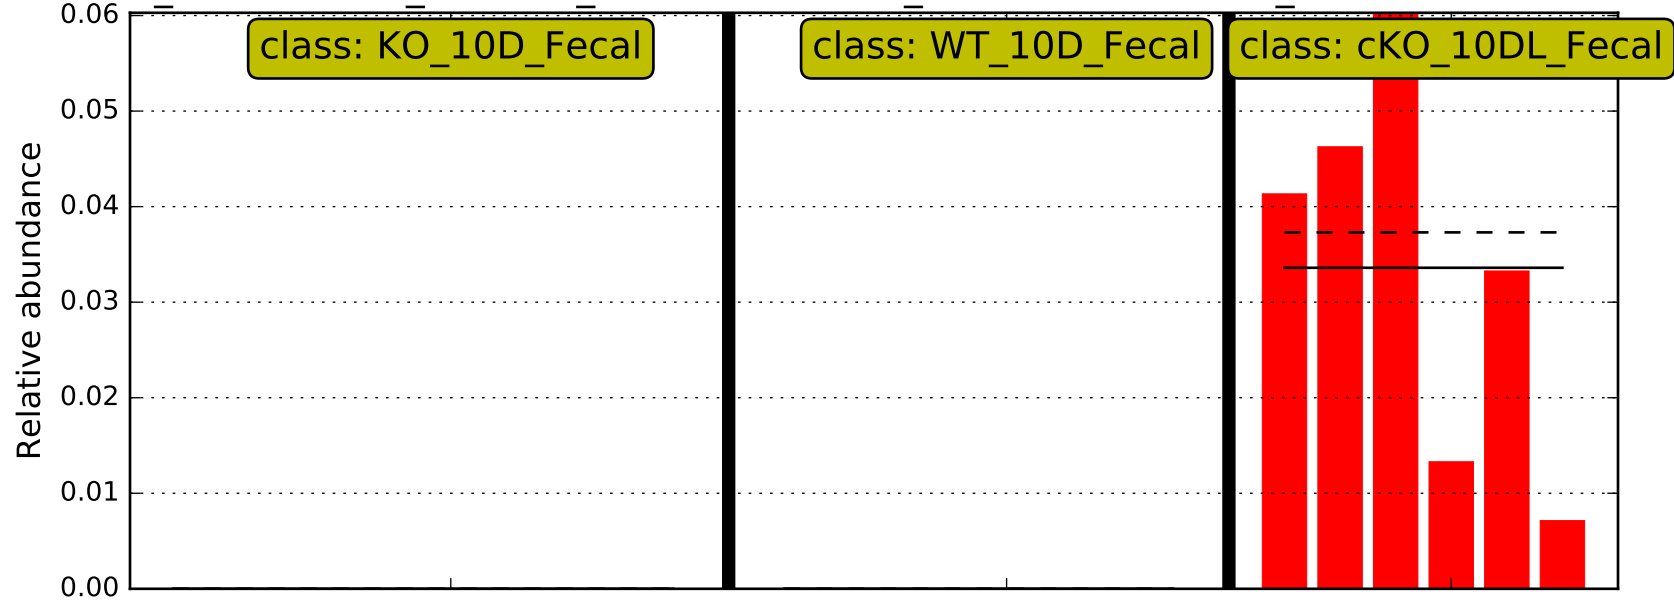 0.06
class: KO_10D_Fecal
class: WT_10D_Fecal
class: cKO_10DL_Fecal
0.05
0.04
0.03
0.02
0.01
0.00
Relative abundance